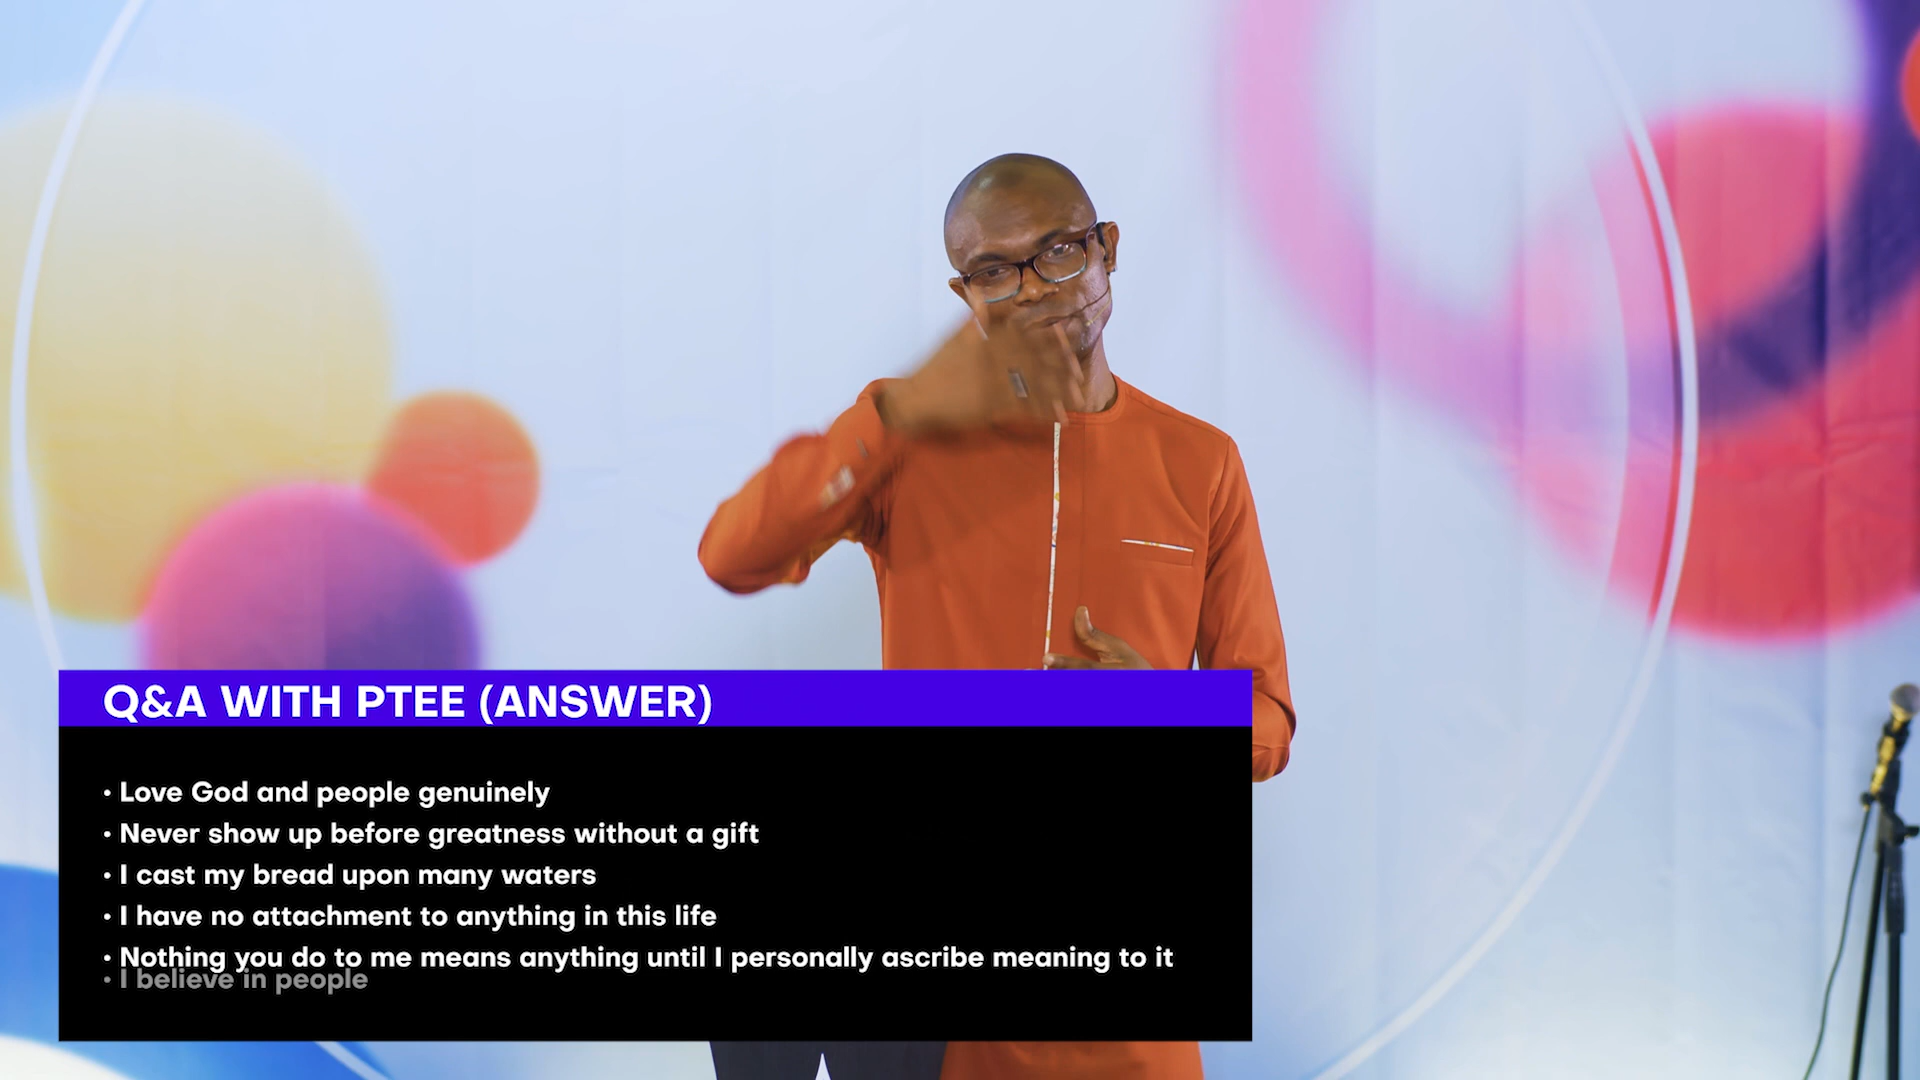 Q&A WITH PTEE (ANSWER)
• Love God and people genuinely
• Never show up before greatness without a gift
• I cast my bread upon many waters
• I have no attachment to anything in this life
• Nothing you do to me means anything until I personally ascribe meaning to it
• I believe in people